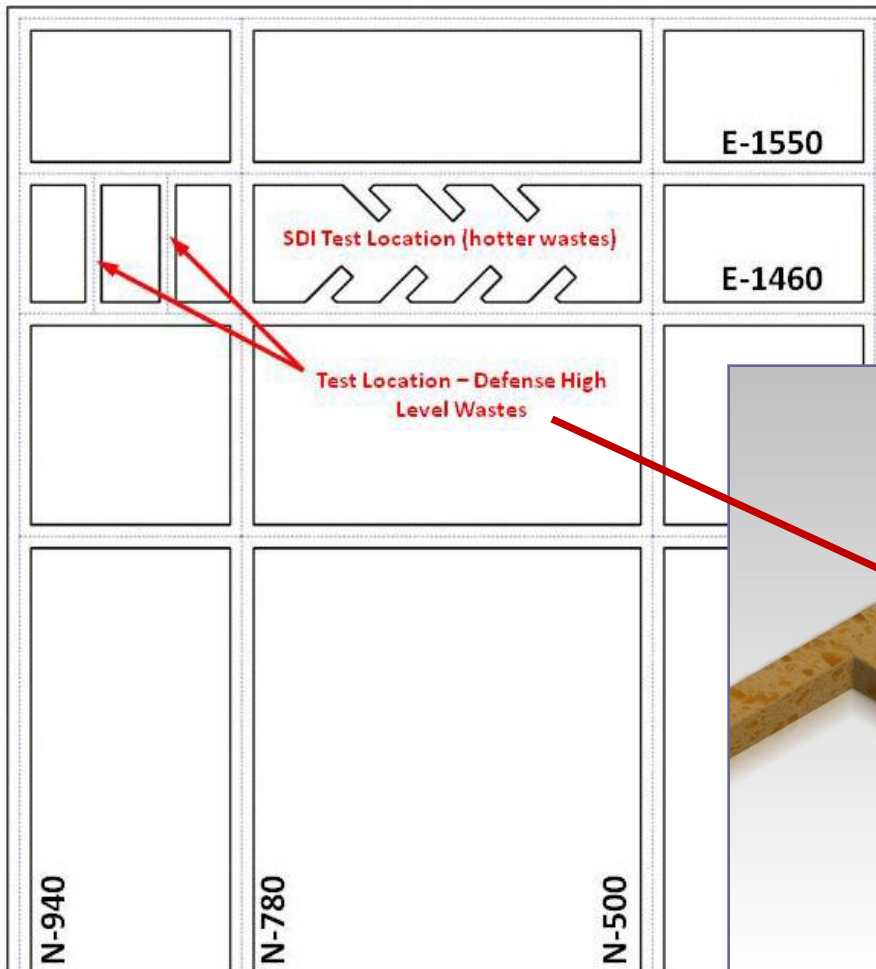 E-1550
SDI Test Location (hotter wastes)
E-1460
Test Location – Defense High
Level Wastes
N-940
N-780
N-500